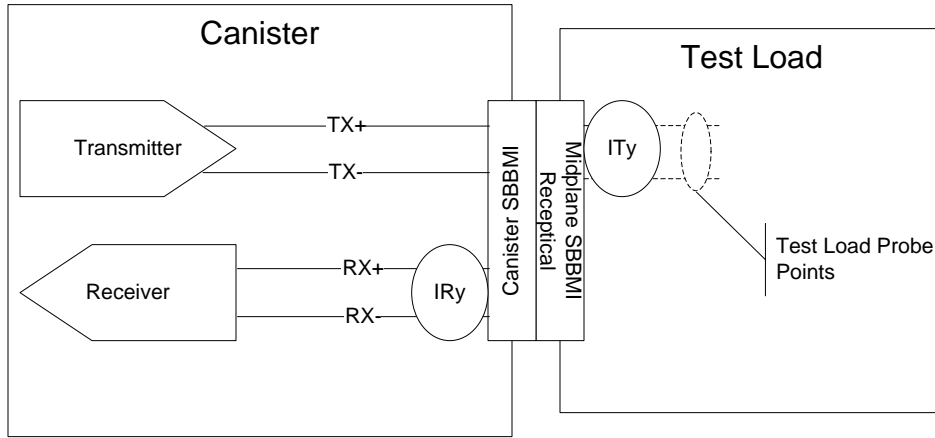 Canister
Test Load
Transmitter
TX+
TX-
ITy
Canister SBBMI
Midplane SBBMI
Receptical
Test Load Probe
Points
Receiver
RX+
RX-
IRy